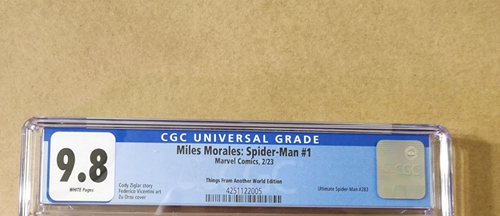 CGC UNIVERSAL GRADE
9.8
WHITE Pages
Miles Morales: Spider-Man #1
Marvel Comics, 2/23
Things From Another World Edition
Cody Ziglar story
Federico Vicentini art
Zu Orzu cover
4251122005
Ultimate Spider-Man #283
CGC